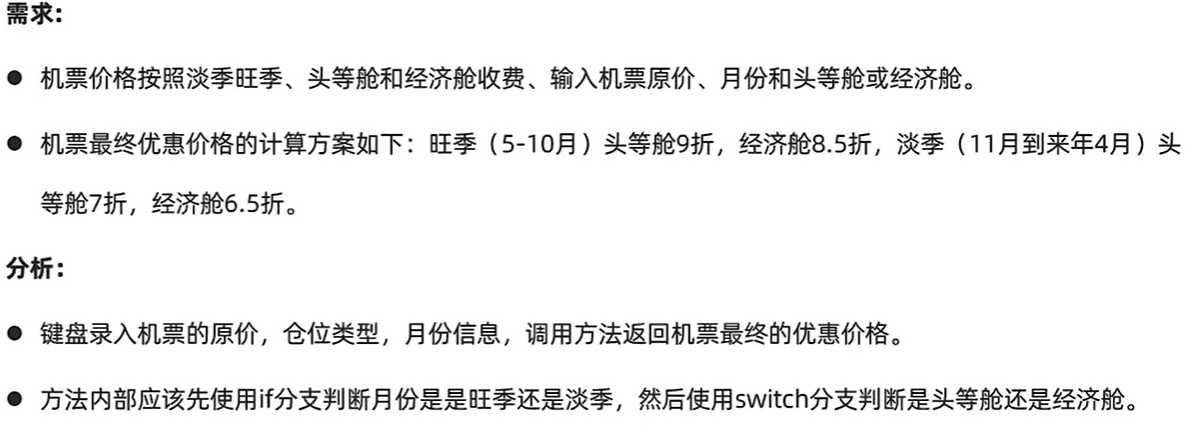 需求:
● 机票价格按照淡季旺季、头等舱和经济舱收费、输入机票原价、月份和头等舱或经济舱。
● 机票最终优惠价格的计算方案如下：旺季（5-10月）头等舱9折，经济舱8.5折，淡季（11月到来年4月）头
等舱7折，经济舱6.5折。
分析：
● 键盘录入机票的原价，仓位类型，月份信息，调用方法返回机票最终的优惠价格。
● 方法内部应该先使用if分支判断月份是是旺季还是淡季，然后使用switch分支判断是头等舱还是经济舱。